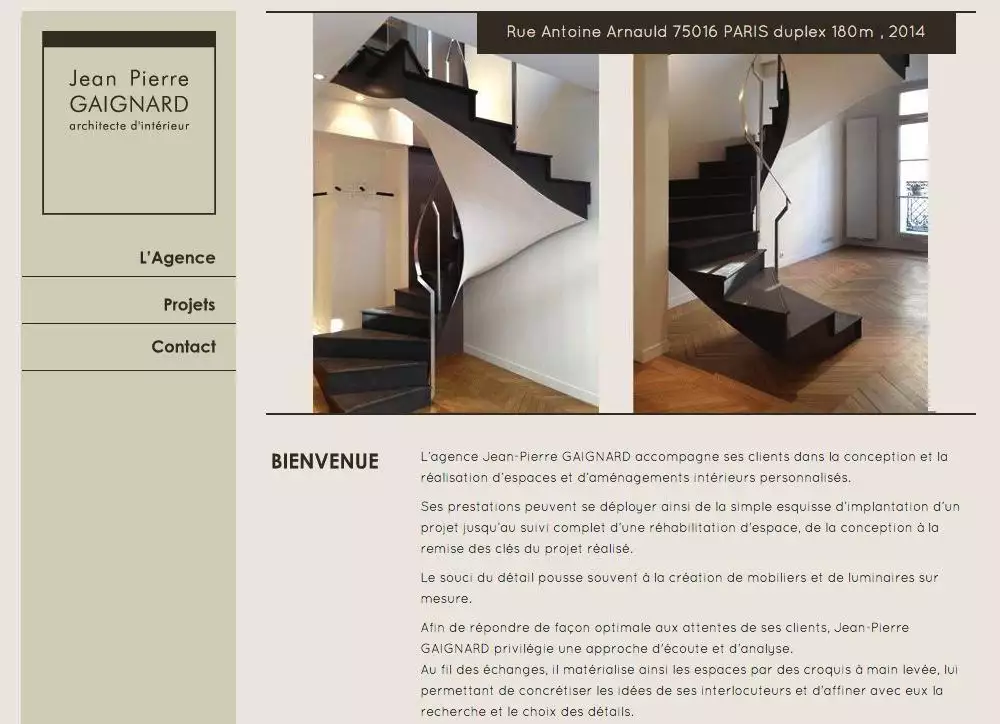 Jean Pierre
GAIGNARD
architecte d'intérieur
L'Agence
Projets
Contact
Rue Antoine Arnauld 75016 PARIS duplex 180m , 2014
BIENVENUE
L'agence Jean-Pierre GAIGNARD accompagne ses clients dans la conception et la
réalisation d'espaces et d'aménagements intérieurs personnalisés.
Ses prestations peuvent se déployer ainsi de la simple esquisse d'implantation d'un
projet jusqu'au suivi complet d'une réhabilitation d'espace, de la conception à la
remise des clés du projet réalisé.
Le souci du détail pousse souvent à la création de mobiliers et de luminaires sur
mesure.
Afin de répondre de façon optimale aux attentes de ses clients, Jean-Pierre
GAIGNARD privilégie une approche d'écoute et d'analyse.
Au fil des échanges, il matérialise ainsi les espaces par des croquis à main levée, lui
permettant de concrétiser les idées de ses interlocuteurs et d'affiner avec eux la
recherche et le choix des détails.